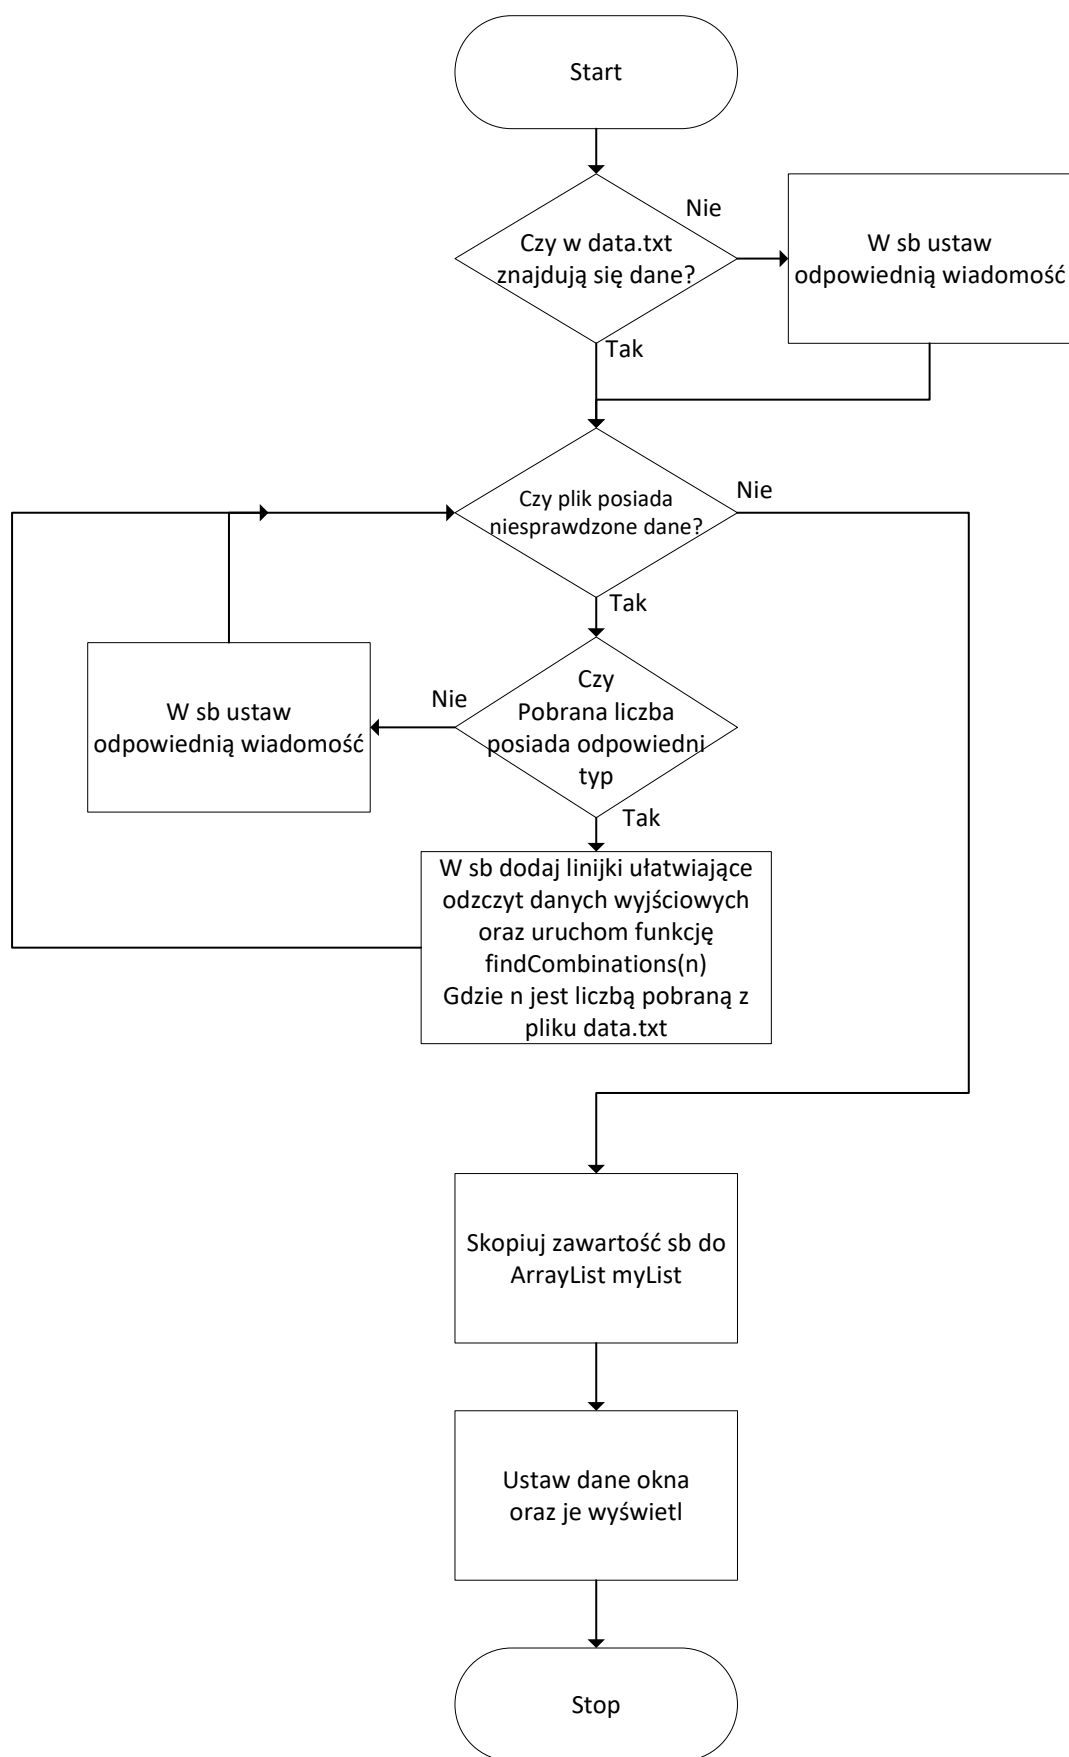 Start
Nie
Czy w data.txt
znajdują się dane?
W sb ustaw
odpowiednią wiadomość
Tak
Czy plik posiada
niesprawdzone dane?
Nie
Tak
W sb ustaw
odpowiednią wiadomość
Nie
Czy
Pobrana liczba
posiada odpowiedni
typ
Tak
W sb dodaj linijki ułatwiające
odzczyt danych wyjściowych
oraz uruchom funkcję
findCombinations(n)
Gdzie n jest liczbą pobraną z
pliku data.txt
Skopiuj zawartość sb do
ArrayList myList
Ustaw dane okna
oraz je wyświetl
Stop